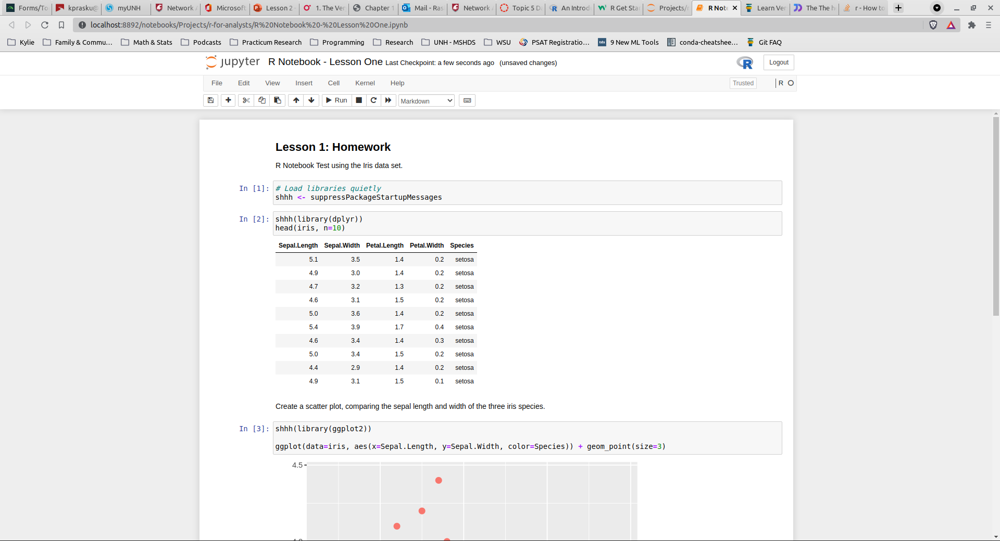 Forms/To kprasku@ myUNH Network Microsoft Lesson 2 - 1. The Ver Chapter 1 Mail - Ras Network Topic 5 D An Introd R Get Sta Projects/ R Note Learn Ver The The h r - How to
localhost:8892/notebooks/Projects/r-for-analysts/R%20Notebook%20-%20Lesson%20One.ipynb
Kylie Family & Commu... Math & Stats Podcasts Practicum Research Programming Research UNH - MSHDS WSU PSAT Registratio... tds 9 New ML Tools conda-cheatshee... Git FAQ
jupyter R Notebook - Lesson One Last Checkpoint: a few seconds ago (unsaved changes) R Logout
File Edit View Insert Cell Kernel Help Trusted R
Run Markdown
Lesson 1: Homework
R Notebook Test using the Iris data set.
In [1]: # Load libraries quietly
shhh <- suppressPackageStartupMessages
In [2]: shhh(library(dplyr))
head(iris, n=10)
Sepal.Length Sepal.Width Petal.Length Petal.Width Species
5.1 3.5 1.4 0.2 setosa
4.9 3.0 1.4 0.2 setosa
4.7 3.2 1.3 0.2 setosa
4.6 3.1 1.5 0.2 setosa
5.0 3.6 1.4 0.2 setosa
5.4 3.9 1.7 0.4 setosa
4.6 3.4 1.4 0.3 setosa
5.0 3.4 1.5 0.2 setosa
4.4 2.9 1.4 0.2 setosa
4.9 3.1 1.5 0.1 setosa
Create a scatter plot, comparing the sepal length and width of the three iris species.
In [3]: shhh(library(ggplot2))
ggplot(data=iris, aes(x=Sepal.Length, y=Sepal.Width, color=Species)) + geom_point(size=3)
4.5